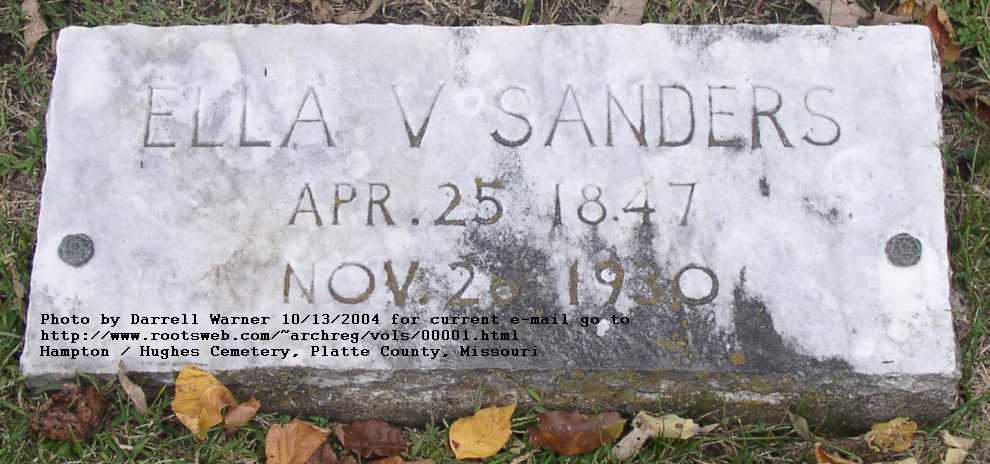 ELLA V SANDERS
APR. 25 1847
NOV. 26 1930
Photo by Darrell Warner 10/13/2004 for current e-mail go to
http://www.rootsweb.com/~archreg/vols/00001.html
Hampton / Hughes Cemetery, Platte County, Missouri